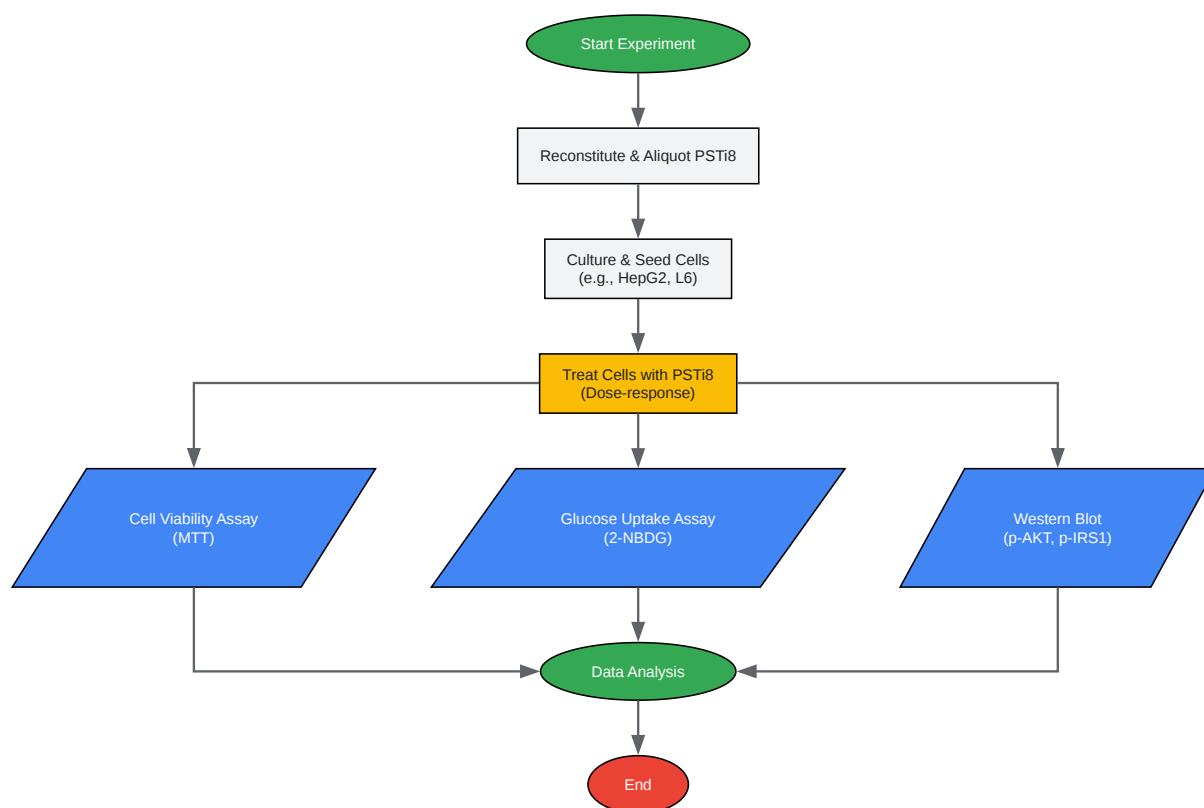 Start Experiment
Reconstitute & Aliquot PSTi8
Culture & Seed Cells
(e.g., HepG2, L6)
Treat Cells with PSTi8
(Dose-response)
Cell Viability Assay
(MTT)
Glucose Uptake Assay
(2-NBDG)
Western Blot
(p-AKT, p-IRS1)
Data Analysis
End